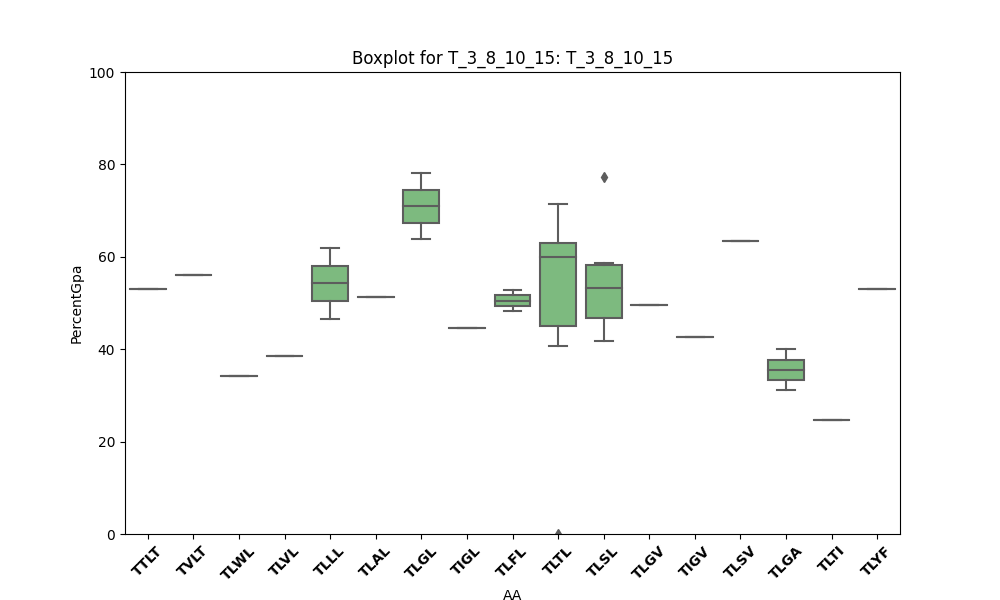 Boxplot for T_3_8_10_15: T_3_8_10_15
100
80
60
40
20
0
PercentGpa
TTLT TVLT TLWL TLVL TLLL TLAL TLGL TIGL TLFL TLTL TLSL TLGV TIGV TLSV TLGA TLTI TLYF
AA